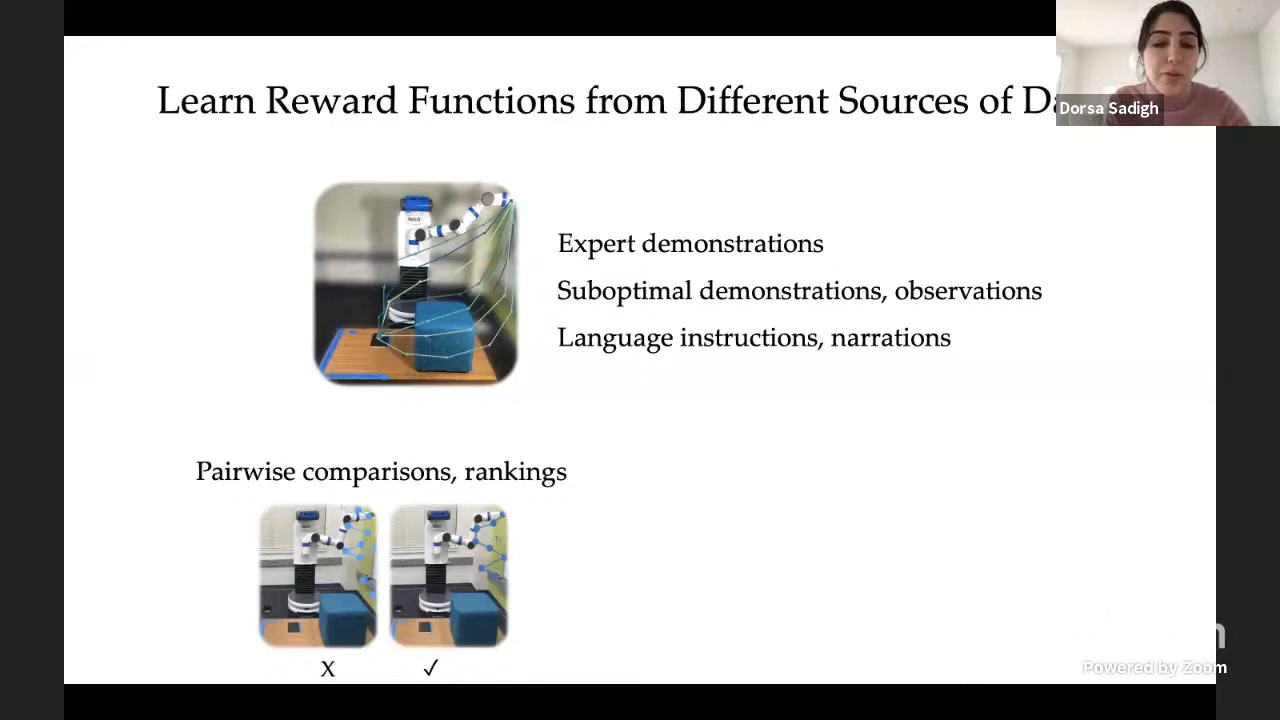 Learn Reward Functions from Different Sources of Da
Dorsa Sadigh
Expert demonstrations
Suboptimal demonstrations, observations
Language instructions, narrations
Pairwise comparisons, rankings
X ✓
Powered by Zoom